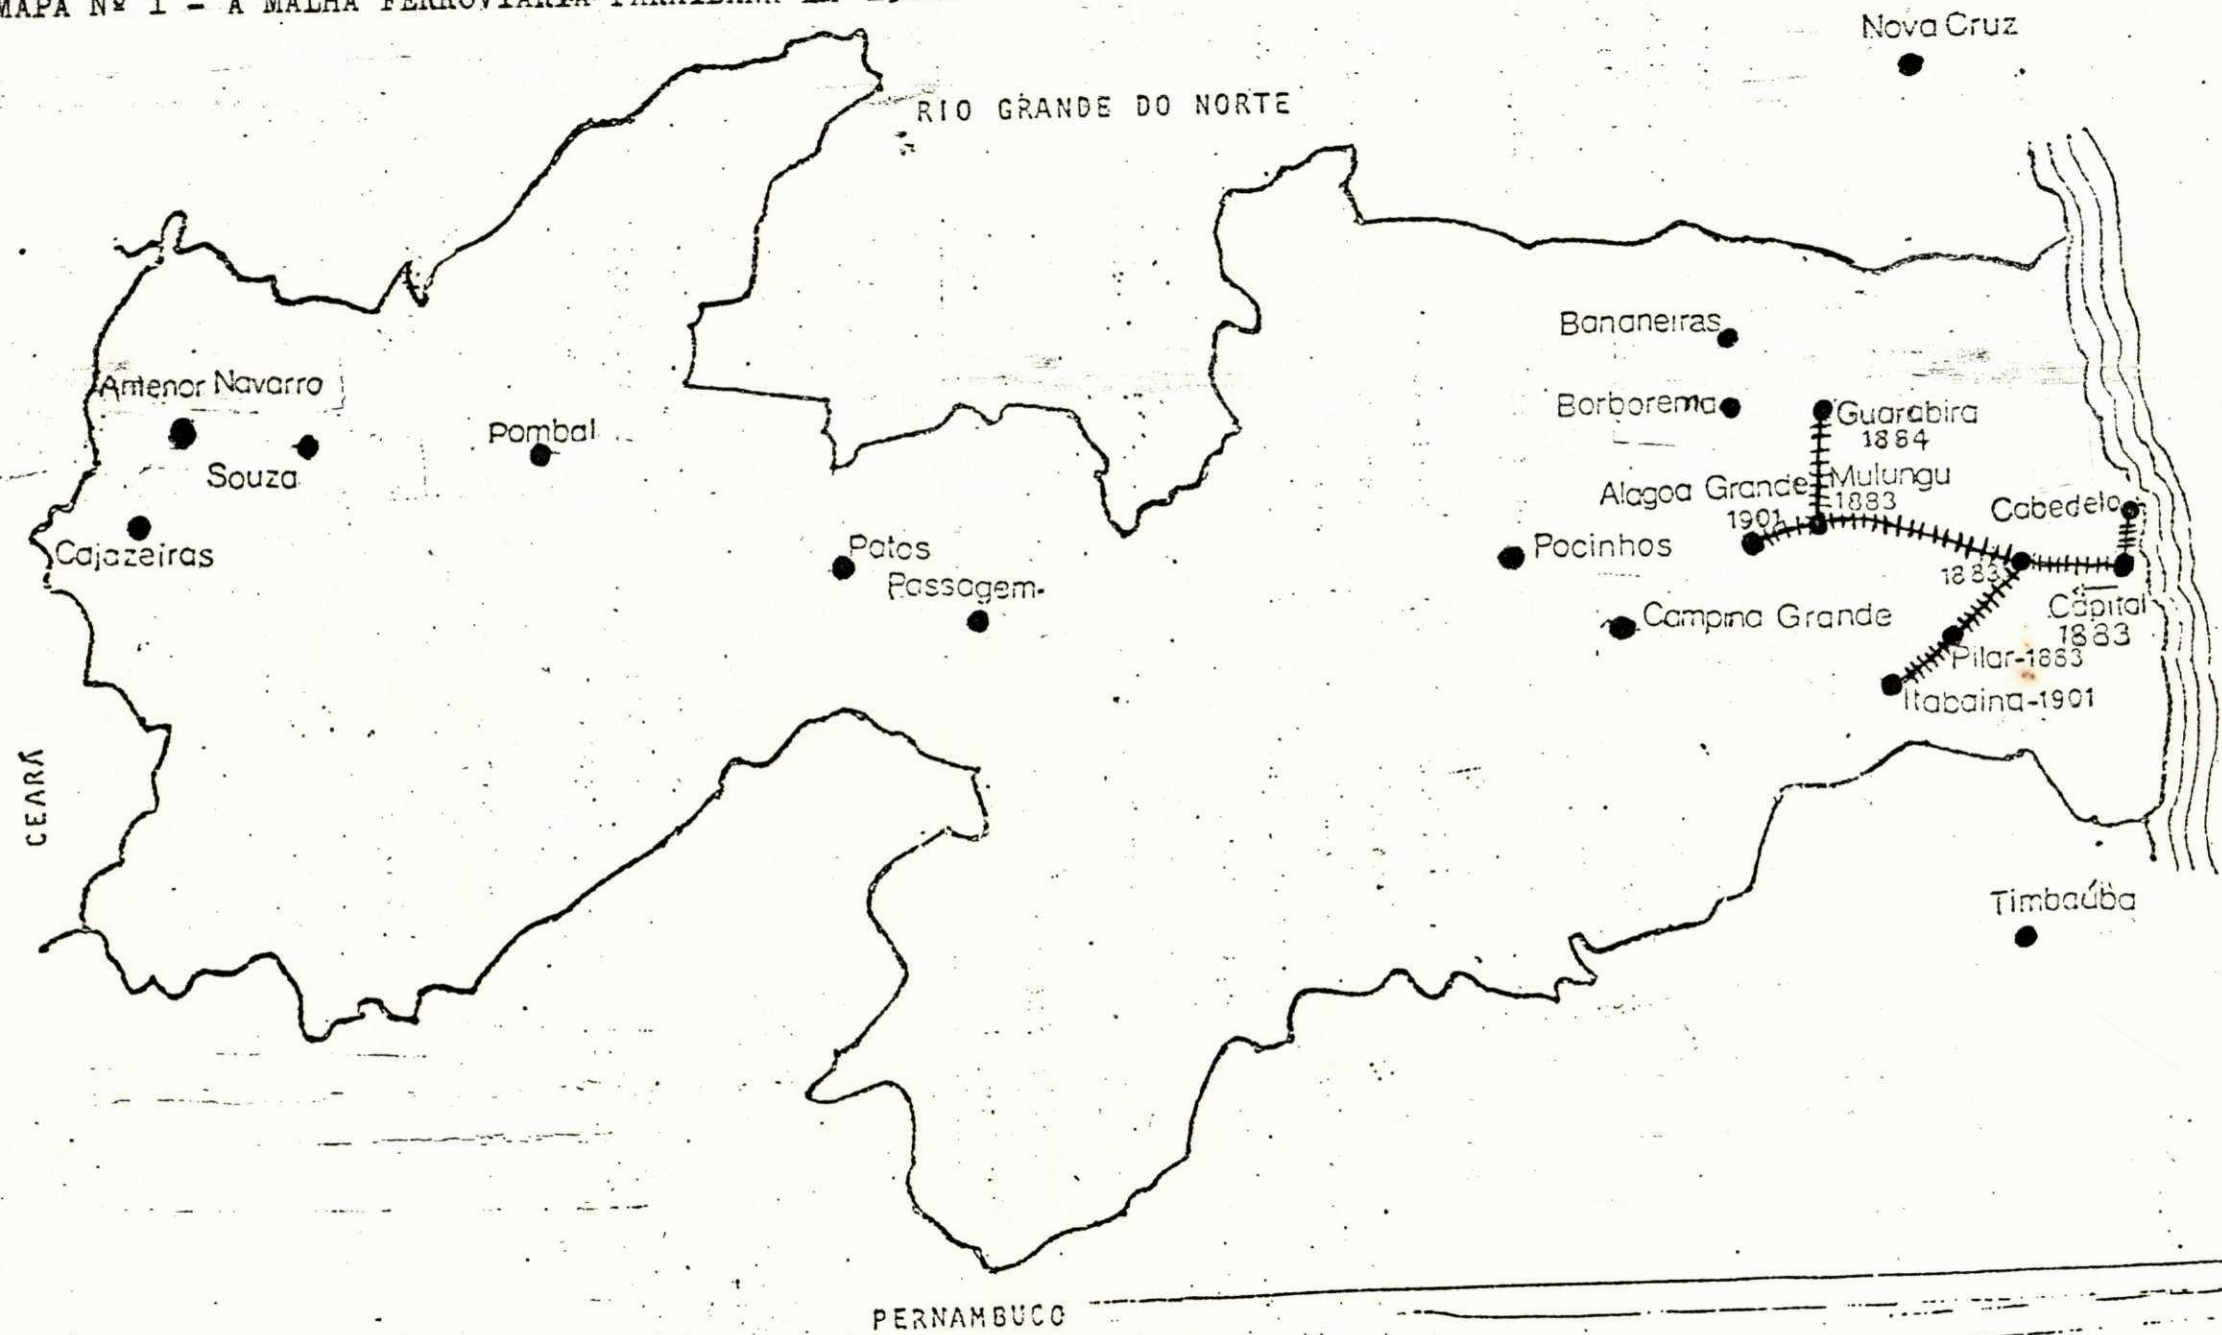 MAPA Nº 1 - A MALHA FERROVIÁRIA PARAIBANA
Nova Cruz
RIO GRANDE DO NORTE
Bananeiras
Antenor Navarro
Borborema
Guarabira
1884
Pombal
Souza
Alagoa Grande
1901
Mulungu
1883
Cabedelo
Cajazeiras
Patos
Pocinhos
Passagem
1883
Capital
1883
Campina Grande
Pilar-1883
Itabaina-1901
CEARÁ
Timbaúba
PERNAMBUCO